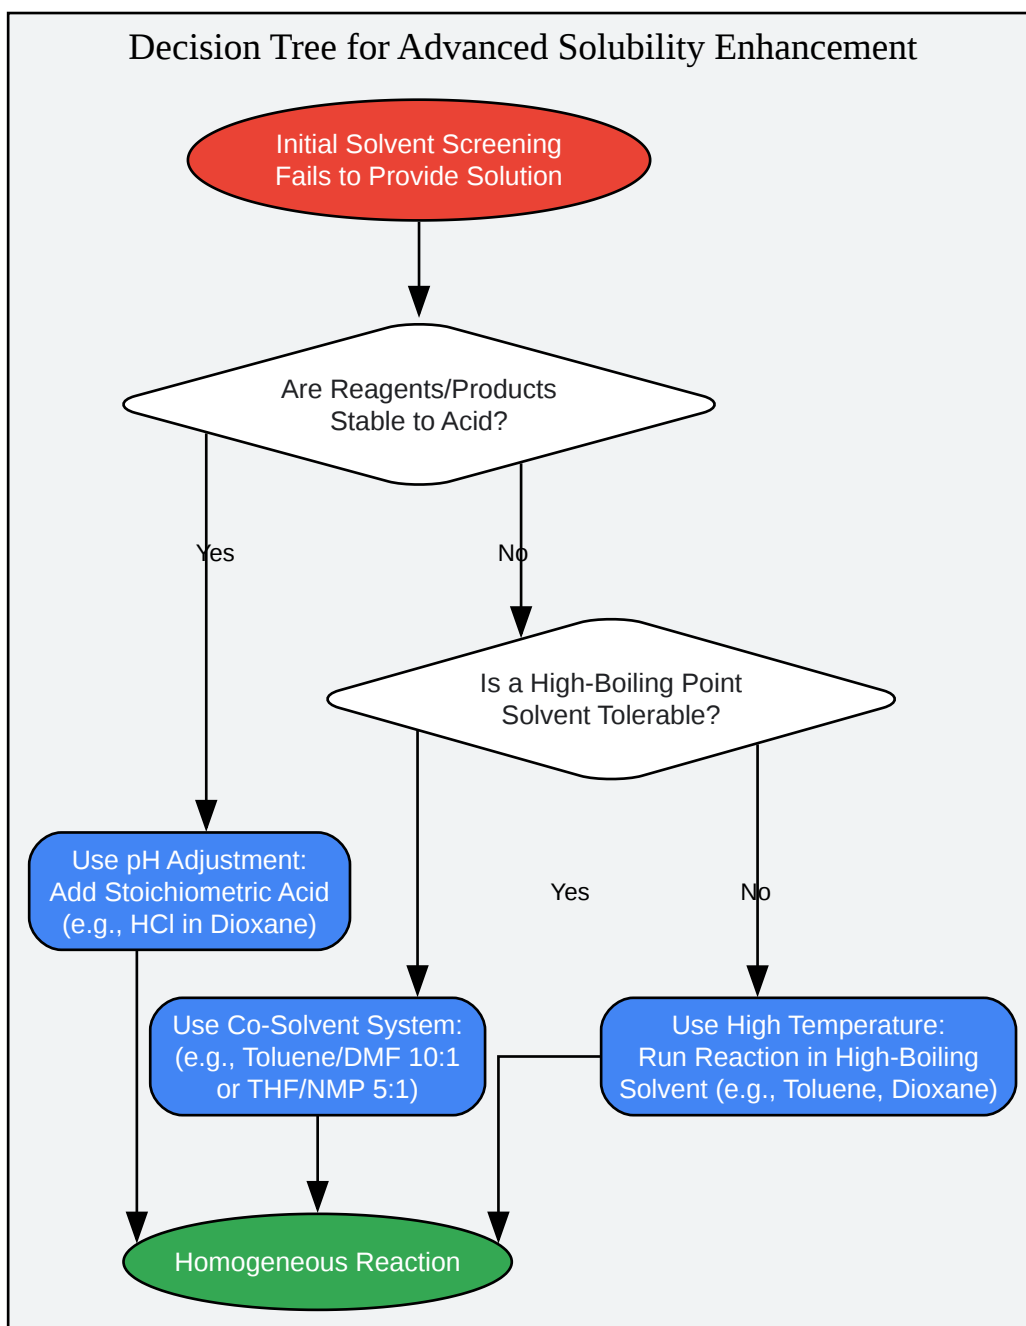 Decision Tree for Advanced Solubility Enhancement
Initial Solvent Screening
Fails to Provide Solution
Are Reagents/Products
Stable to Acid?
Yes
No
Is a High-Boiling Point
Solvent Tolerable?
Use pH Adjustment:
Add Stoichiometric Acid
(e.g., HCl in Dioxane)
Yes
No
Use Co-Solvent System:
(e.g., Toluene/DMF 10:1
or THF/NMP 5:1)
Use High Temperature:
Run Reaction in High-Boiling
Solvent (e.g., Toluene, Dioxane)
Homogeneous Reaction